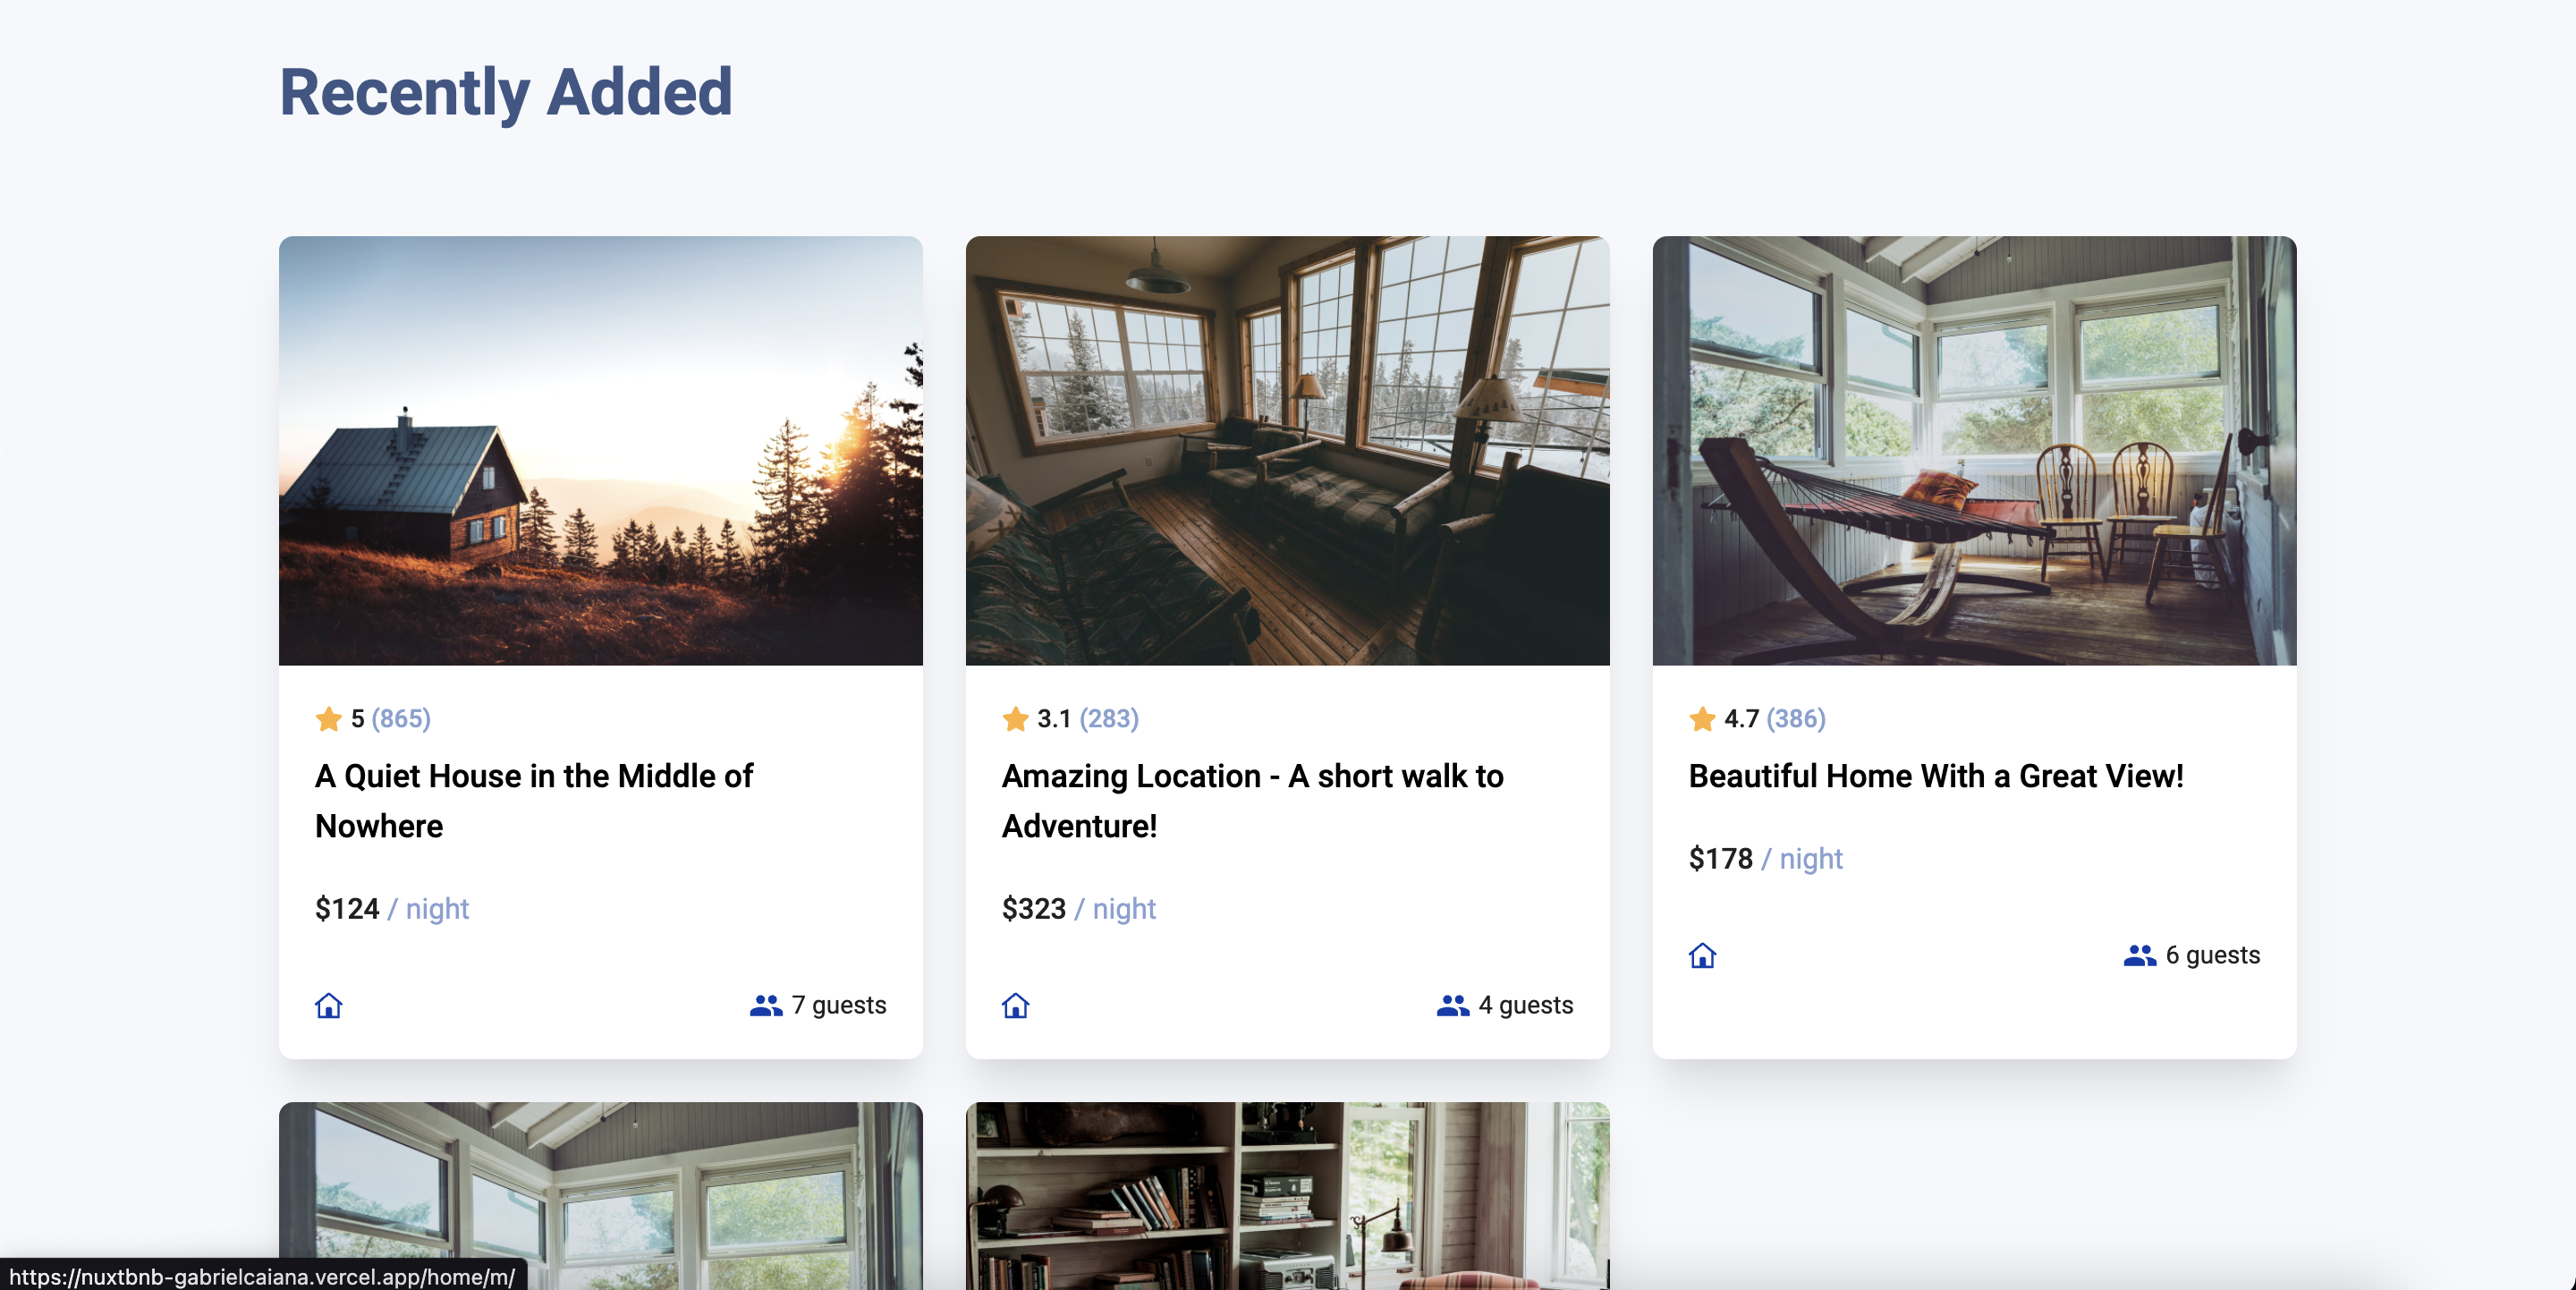 Recently Added
5 (865)
A Quiet House in the Middle of
Nowhere
$124 / night
7 guests
3.1 (283)
Amazing Location - A short walk to
Adventure!
$323 / night
4 guests
4.7 (386)
Beautiful Home With a Great View!
$178 / night
6 guests
https://nuxtbnb-gabrielcaiana.vercel.app/home/m/